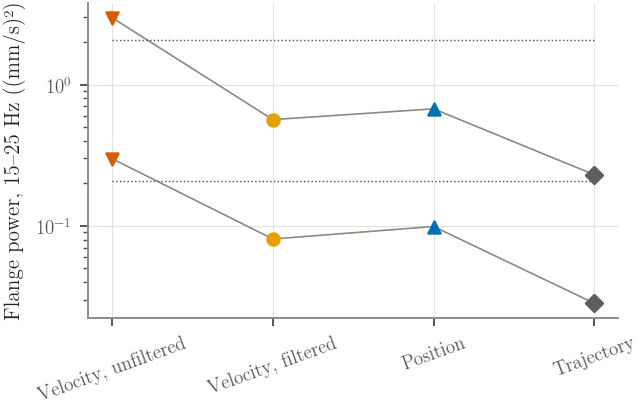 Flange power, 15–25 Hz ((mm/s)²)
10⁰
10⁻¹
Velocity, unfiltered
Velocity, filtered
Position
Trajectory